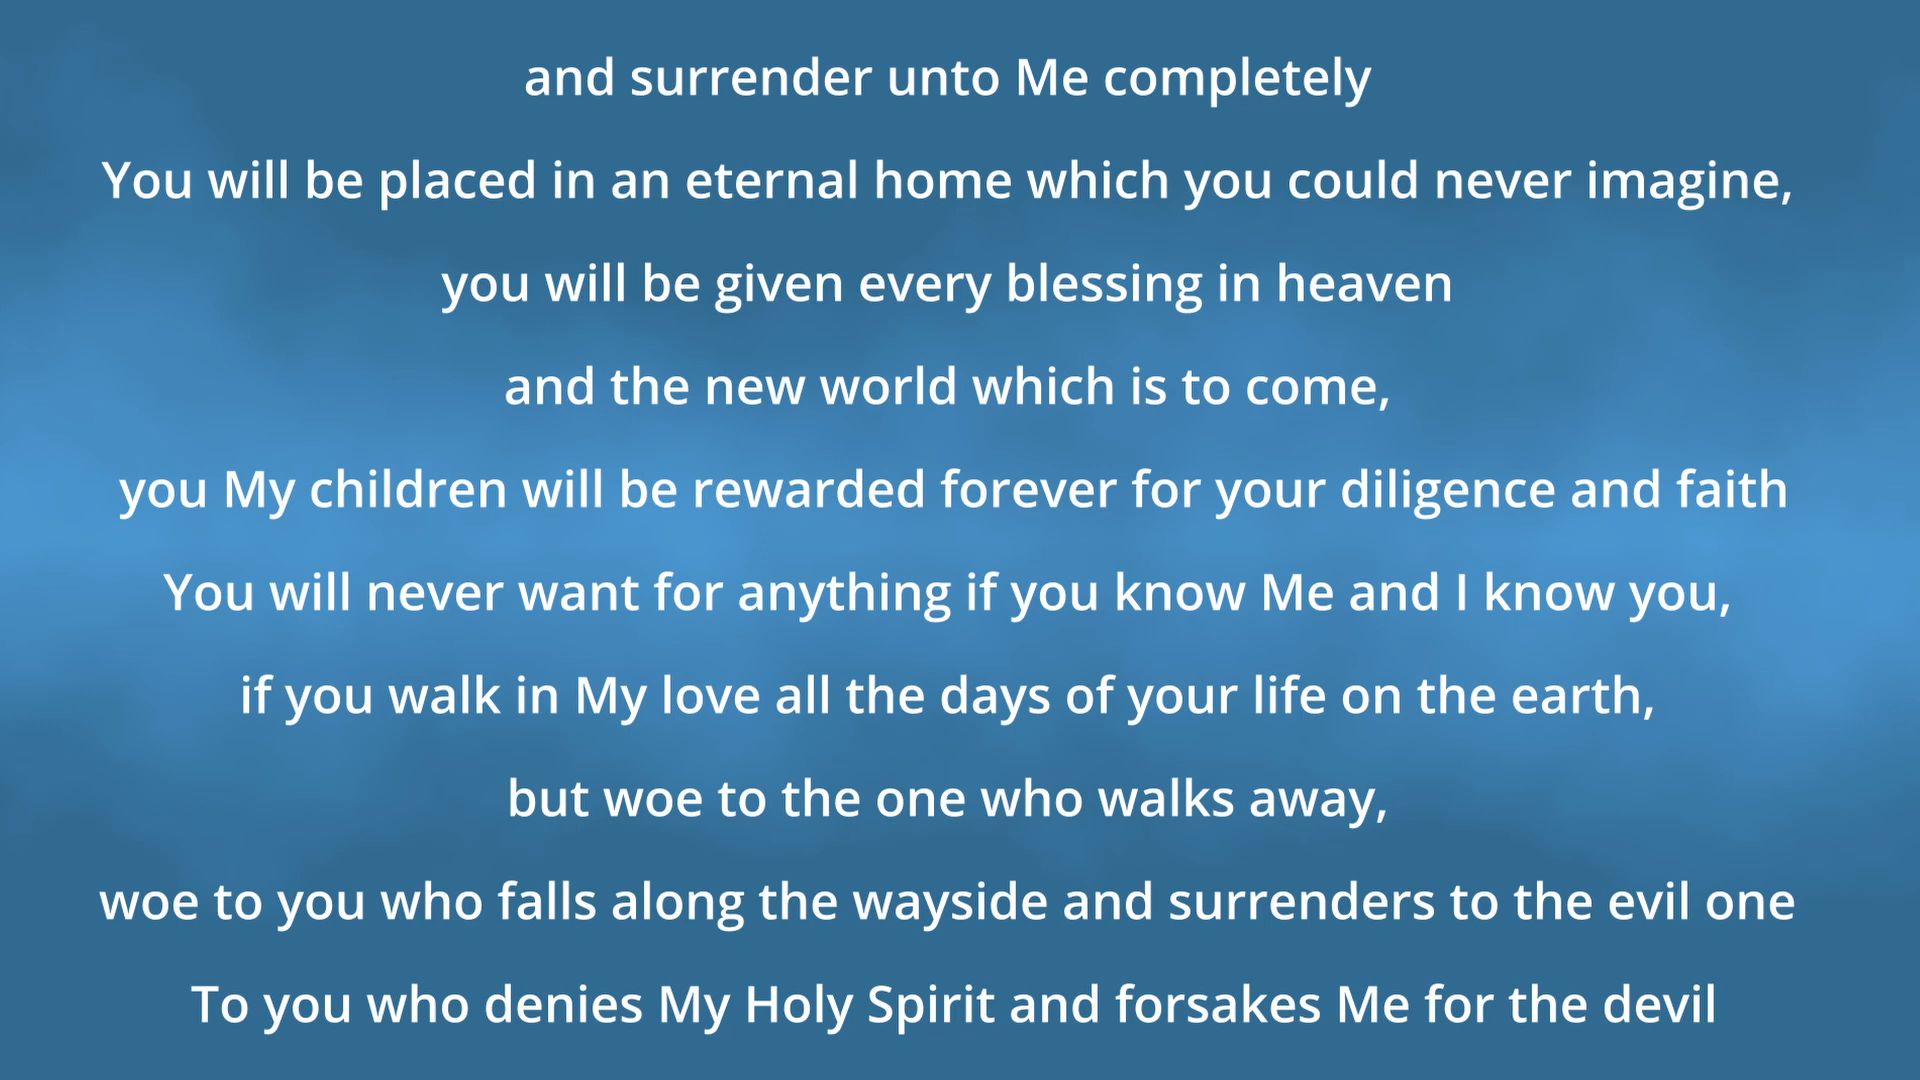 and surrender unto Me completely
You will be placed in an eternal home which you could never imagine,
you will be given every blessing in heaven
and the new world which is to come,
you My children will be rewarded forever for your diligence and faith
You will never want for anything if you know Me and I know you,
if you walk in My love all the days of your life on the earth,
but woe to the one who walks away,
woe to you who falls along the wayside and surrenders to the evil one
To you who denies My Holy Spirit and forsakes Me for the devil